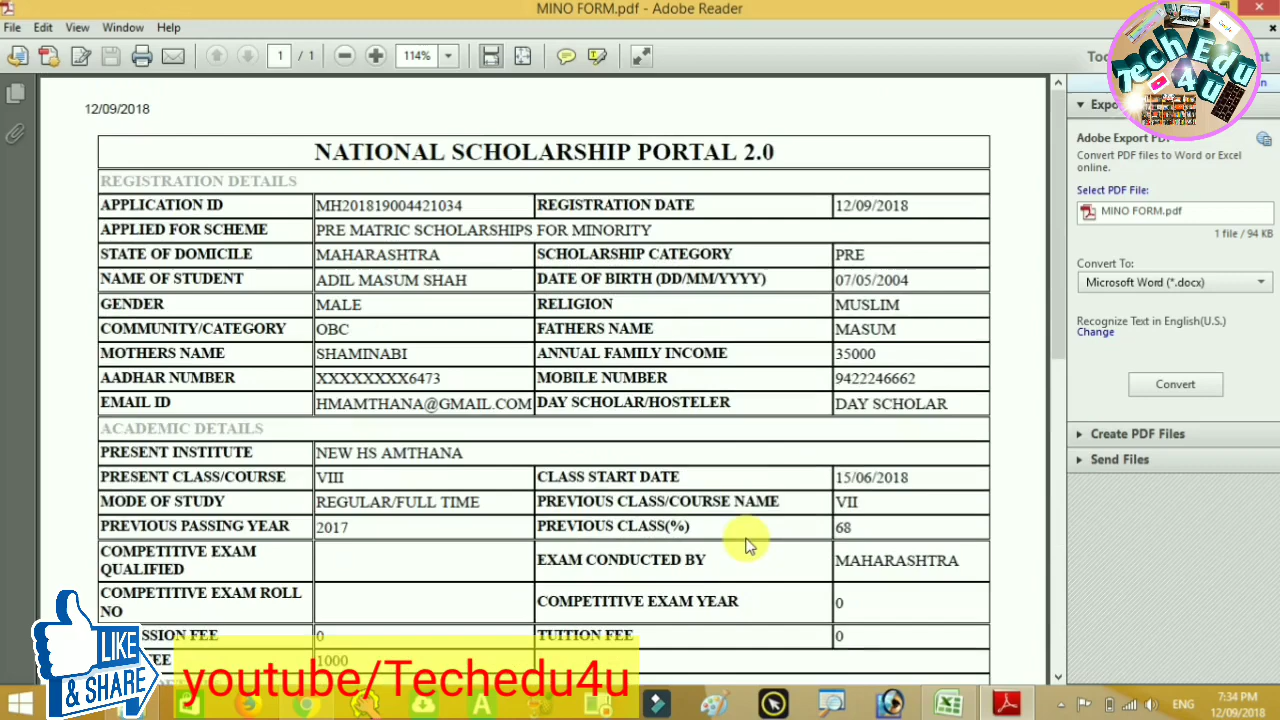 MINO FORM.pdf - Adobe Reader
File Edit View Window Help
1 / 1 114%
Tech Edu 4u
12/09/2018
NATIONAL SCHOLARSHIP PORTAL 2.0
REGISTRATION DETAILS
APPLICATION ID MH201819004421034 REGISTRATION DATE 12/09/2018
APPLIED FOR SCHEME PRE MATRIC SCHOLARSHIPS FOR MINORITY
STATE OF DOMICILE MAHARASHTRA SCHOLARSHIP CATEGORY PRE
NAME OF STUDENT ADIL MASUM SHAH DATE OF BIRTH (DD/MM/YYYY) 07/05/2004
GENDER MALE RELIGION MUSLIM
COMMUNITY/CATEGORY OBC FATHERS NAME MASUM
MOTHERS NAME SHAMINABI ANNUAL FAMILY INCOME 35000
AADHAR NUMBER XXXXXXXX6473 MOBILE NUMBER 9422246662
EMAIL ID HMAMTHANA@GMAIL.COM DAY SCHOLAR/HOSTELER DAY SCHOLAR
ACADEMIC DETAILS
PRESENT INSTITUTE NEW HS AMTHANA
PRESENT CLASS/COURSE VIII CLASS START DATE 15/06/2018
MODE OF STUDY REGULAR/FULL TIME PREVIOUS CLASS/COURSE NAME VII
PREVIOUS PASSING YEAR 2017 PREVIOUS CLASS(%) 68
COMPETITIVE EXAM QUALIFIED EXAM CONDUCTED BY MAHARASHTRA
COMPETITIVE EXAM ROLL NO COMPETITIVE EXAM YEAR 0
SSION FEE 0 TUITION FEE 0
EE 1000
Adobe Export PDF
Convert PDF files to Word or Excel
online.
Select PDF File:
MINO FORM.pdf
1 file / 94 KB
Convert To:
Microsoft Word (*.docx)
Recognize Text in English(U.S.)
Change
Convert
Create PDF Files
Send Files
LIKE
& SHARE
youtube/Techedu4u
ENG
7:34 PM
12/09/2018